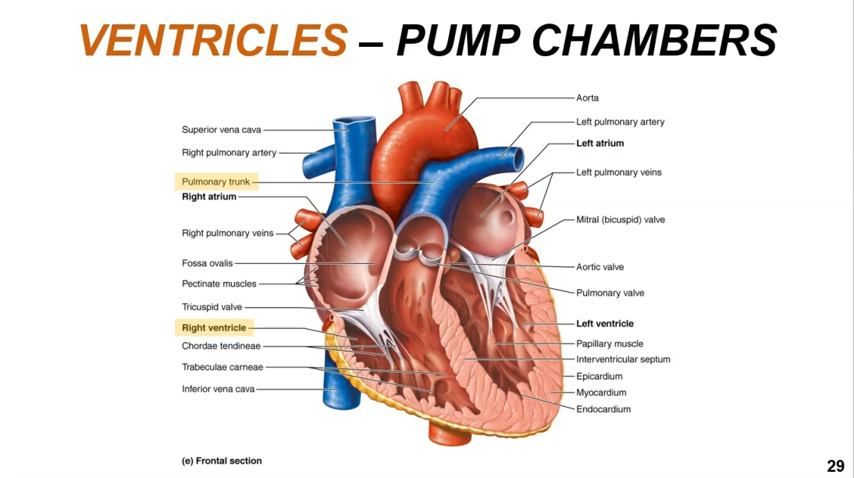 VENTRICLES – PUMP CHAMBERS
Superior vena cava
Right pulmonary artery
Pulmonary trunk
Right atrium
Right pulmonary veins
Fossa ovalis
Pectinate muscles
Tricuspid valve
Right ventricle
Chordae tendineae
Trabeculae carneae
Inferior vena cava
Aorta
Left pulmonary artery
Left atrium
Left pulmonary veins
Mitral (bicuspid) valve
Aortic valve
Pulmonary valve
Left ventricle
Papillary muscle
Interventricular septum
Epicardium
Myocardium
Endocardium
(e) Frontal section
29